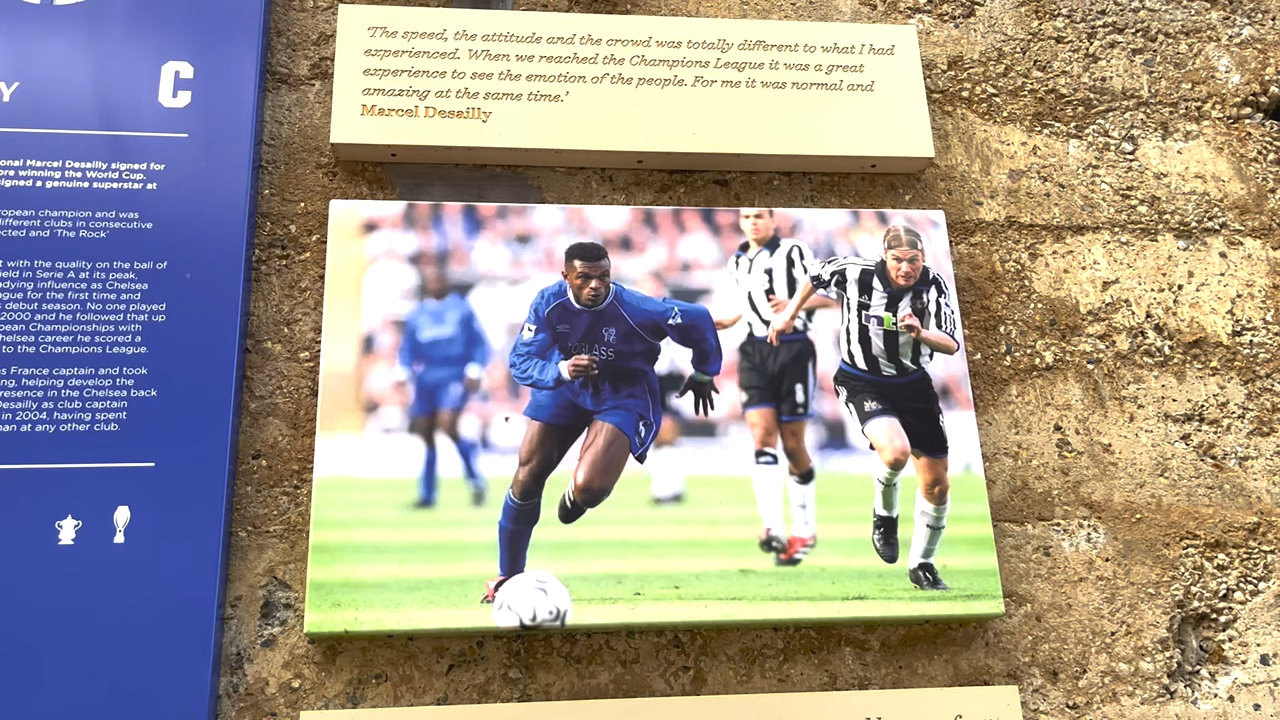 Y
C
onal Marcel Desailly signed for
ore winning the World Cup.
signed a genuine superstar at
ropean champion and was
different clubs in consecutive
ected and 'The Rock'
t with the quality on the ball of
ield in Serie A at its peak,
adying influence as Chelsea
ague for the first time and
s debut season. No one played
2000 and he followed that up
pean Championships with
helsea career he scored a
to the Champions League.
s France captain and took
ng, helping develop the
resence in the Chelsea back
Desailly as club captain
in 2004, having spent
han at any other club.
'The speed, the attitude and the crowd was totally different to what I had
experienced. When we reached the Champions League it was a great
experience to see the emotion of the people. For me it was normal and
amazing at the same time.'
Marcel Desailly
ntl